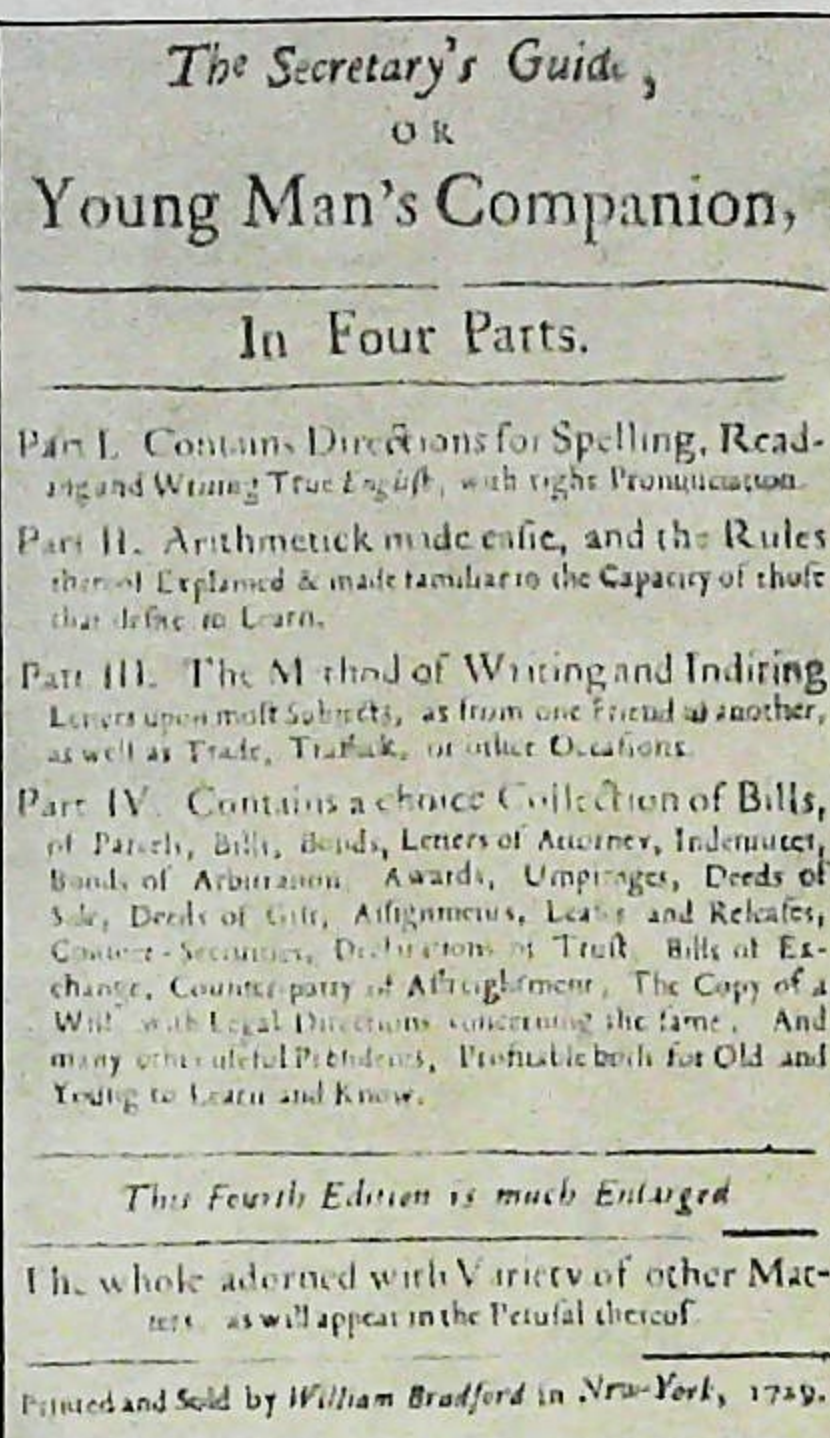 The Secretary's Guide,
OR
Young Man's Companion,
In Four Parts.
Part I. Contains Directions for Spelling, Read-
ing and Writing True Engliſh, with right Pronunciation.
Part II. Arithmetick made eaſie, and the Rules
thereof Explained & made familiar to the Capacity of thoſe
that deſire to Learn.
Part III. The Method of Writing and Inditing
Letters upon moſt Subjects, as from one Friend to another,
as well as Trade, Traffick, or other Occaſions.
Part IV. Contains a choice Collection of Bills,
of Parcels, Bills, Bonds, Letters of Attorney,
Bonds of Arbitration, Awards, Umpirages, Deeds of
Sale, Deeds of Gift, Aſſignments, Leaſes and Releaſes,
Counter-Securities, Declarations of Truſt, Bills of Ex-
change, Counter-party of Affreightment, The Copy of a
Will with Legal Directions concerning the ſame. And
many other uſeful Preſidents, Profitable both for Old and
Young to Learn and Know.
This Fourth Edition is much Enlarged
The whole adorned with Variety of other Mat-
ters as will appear in the Peruſal thereof
Printed and Sold by William Bradford in New-York, 1729.